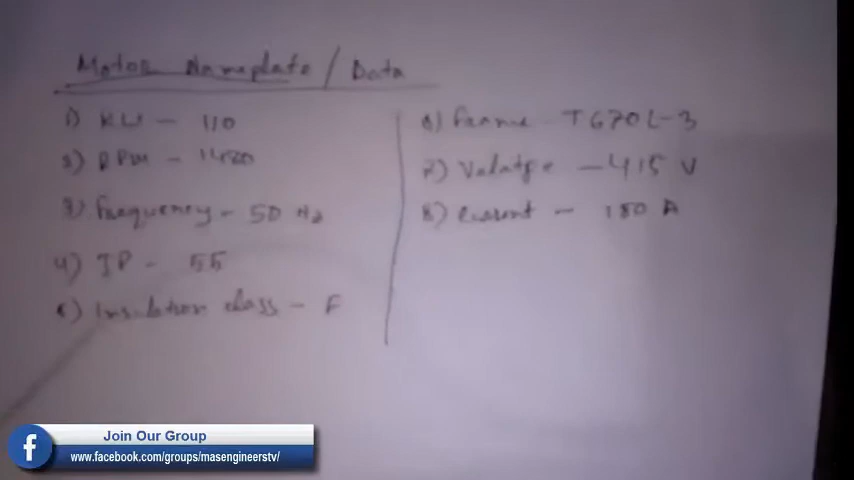 Motor Nameplate / Data
1) KW - 110
2) RPM - 1480
3) Frequency - 50 Hz
4) IP - 55
5) Insulation class - F
6) Frame TG70L-3
7) Volatge - 415 V
8) Current - 180 A
Join Our Group
www.facebook.com/groups/masengineerstv/